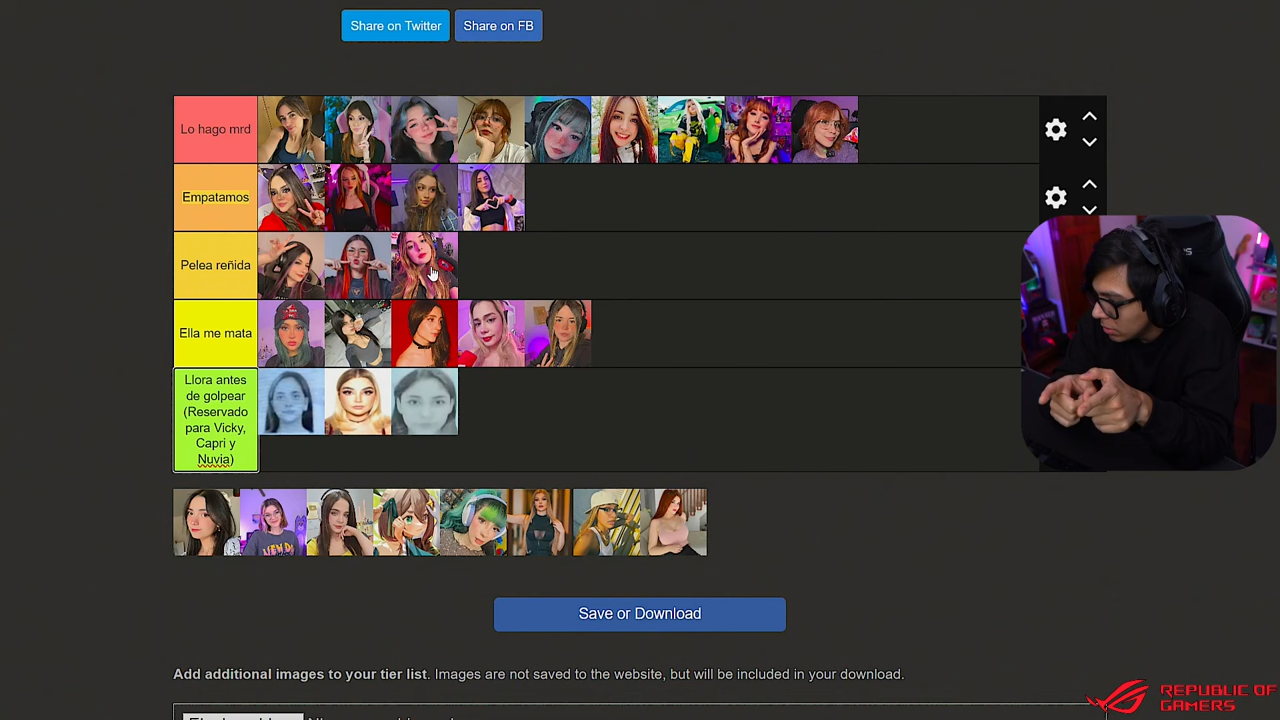 Share on Twitter
Share on FB
Lo hago mrd
Empatamos
Pelea reñida
Ella me mata
Llora antes
de golpear
(Reservado
para Vicky,
Capri y
Nuvia)
Save or Download
Add additional images to your tier list. Images are not saved to the website, but will be included in your download.
REPUBLIC OF
GAMERS